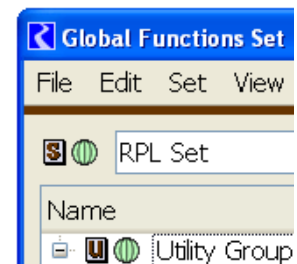 Global Functions Set
File Edit Set View
S RPL Set
Name
U Utility Group